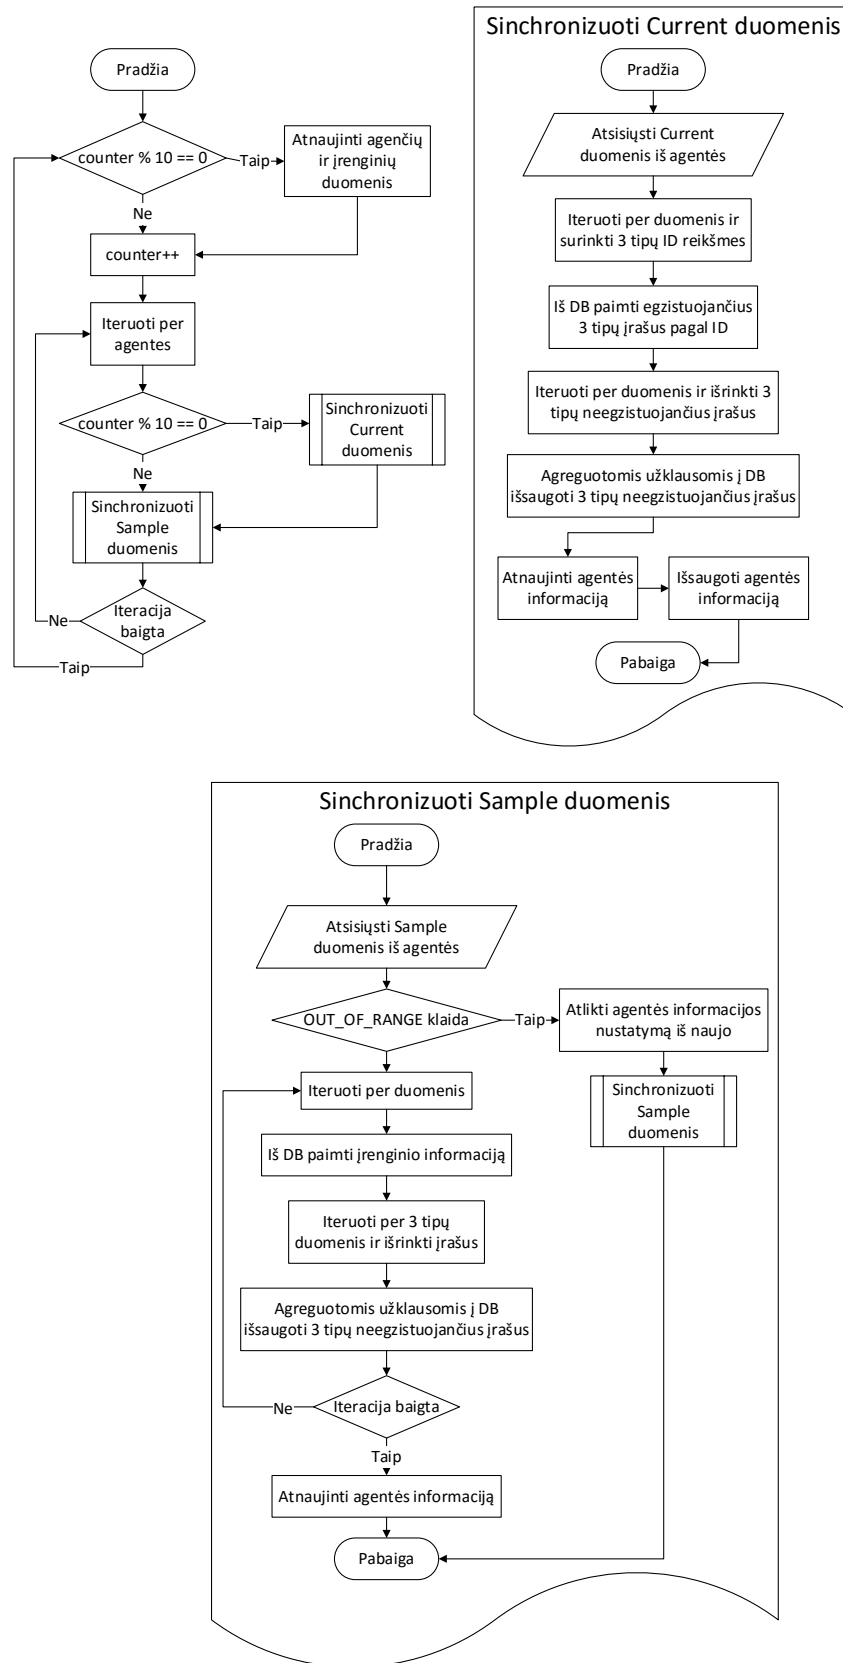 Pradžia
counter % 10 == 0
Taip
Atnaujinti agenčių
ir įrenginių
duomenis
Ne
counter++
Iteruoti per
agentes
counter % 10 == 0
Taip
Sinchronizuoti
Current
duomenis
Ne
Sinchronizuoti
Sample
duomenis
Iteracija
baigta
Ne
Taip
Sinchronizuoti Current duomenis
Pradžia
Atsisiųsti Current
duomenis iš agentės
Iteruoti per duomenis ir
surinkti 3 tipų ID reikšmes
Iš DB paimti egzistuojančius
3 tipų įrašus pagal ID
Iteruoti per duomenis ir išrinkti 3
tipų neegzistuojančius įrašus
Agreguotomis užklausomis į DB
išsaugoti 3 tipų neegzistuojančius įrašus
Atnaujinti agentės
informaciją
Išsaugoti agentės
informaciją
Pabaiga
Sinchronizuoti Sample duomenis
Pradžia
Atsisiųsti Sample
duomenis iš agentės
OUT_OF_RANGE klaida
Taip
Atlikti agentės informacijos
nustatymą iš naujo
Sinchronizuoti
Sample
duomenis
Iteruoti per duomenis
Iš DB paimti įrenginio informaciją
Iteruoti per 3 tipų
duomenis ir išrinkti įrašus
Agreguotomis užklausomis į DB
išsaugoti 3 tipų neegzistuojančius įrašus
Iteracija baigta
Ne
Taip
Atnaujinti agentės informaciją
Pabaiga